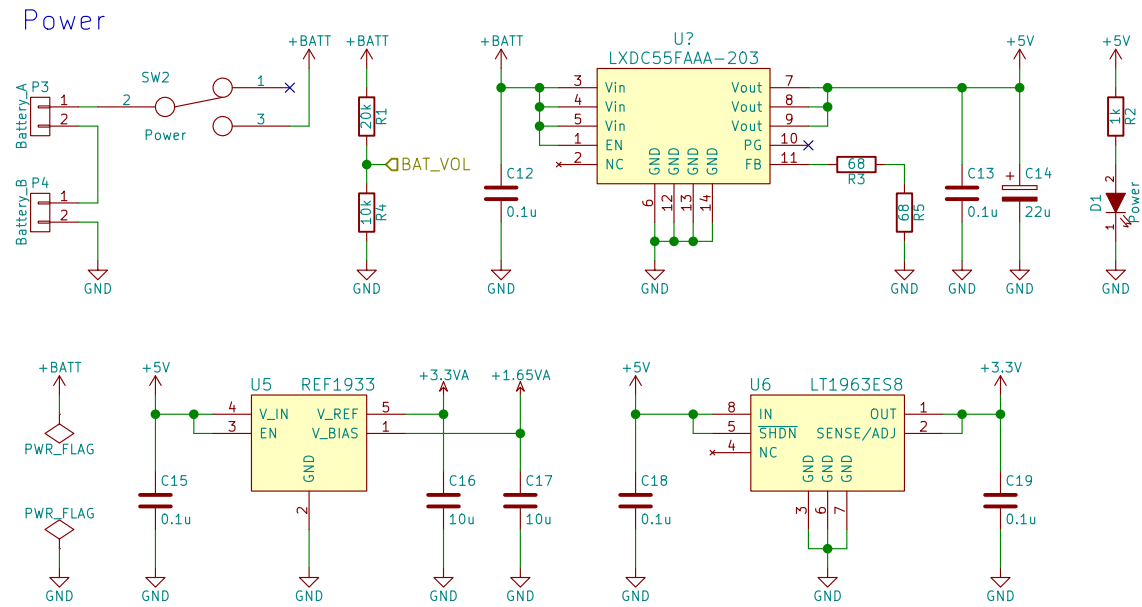 Power
+BATT
+BATT
+BATT
U?
LXDC55FAAA-203
+5V
+5V
P3
Battery_A
1
2
SW2
2
1
3
Power
P4
Battery_B
1
2
GND
20k
R1
BAT_VOL
10k
R4
GND
C12
0.1u
GND
3 Vin
4 Vin
5 Vin
1 EN
2 NC
Vout 7
Vout 8
Vout 9
PG 10
FB 11
GND GND GND GND
6 12 13 14
GND
68
R3
68
R5
GND
C13
0.1u
GND
+ C14
22u
GND
1k
R2
2
D1
Power
1
GND
+BATT
PWR_FLAG
PWR_FLAG
GND
+5V
C15
0.1u
GND
U5 REF1933
4 V_IN
3 EN
V_REF 5
V_BIAS 1
GND
2
GND
+3.3VA
+1.65VA
C16
10u
GND
C17
10u
GND
+5V
C18
0.1u
GND
U6 LT1963ES8
8 IN
5 SHDN
4 NC
OUT 1
SENSE/ADJ 2
GND GND GND
3 6 7
GND
+3.3V
C19
0.1u
GND